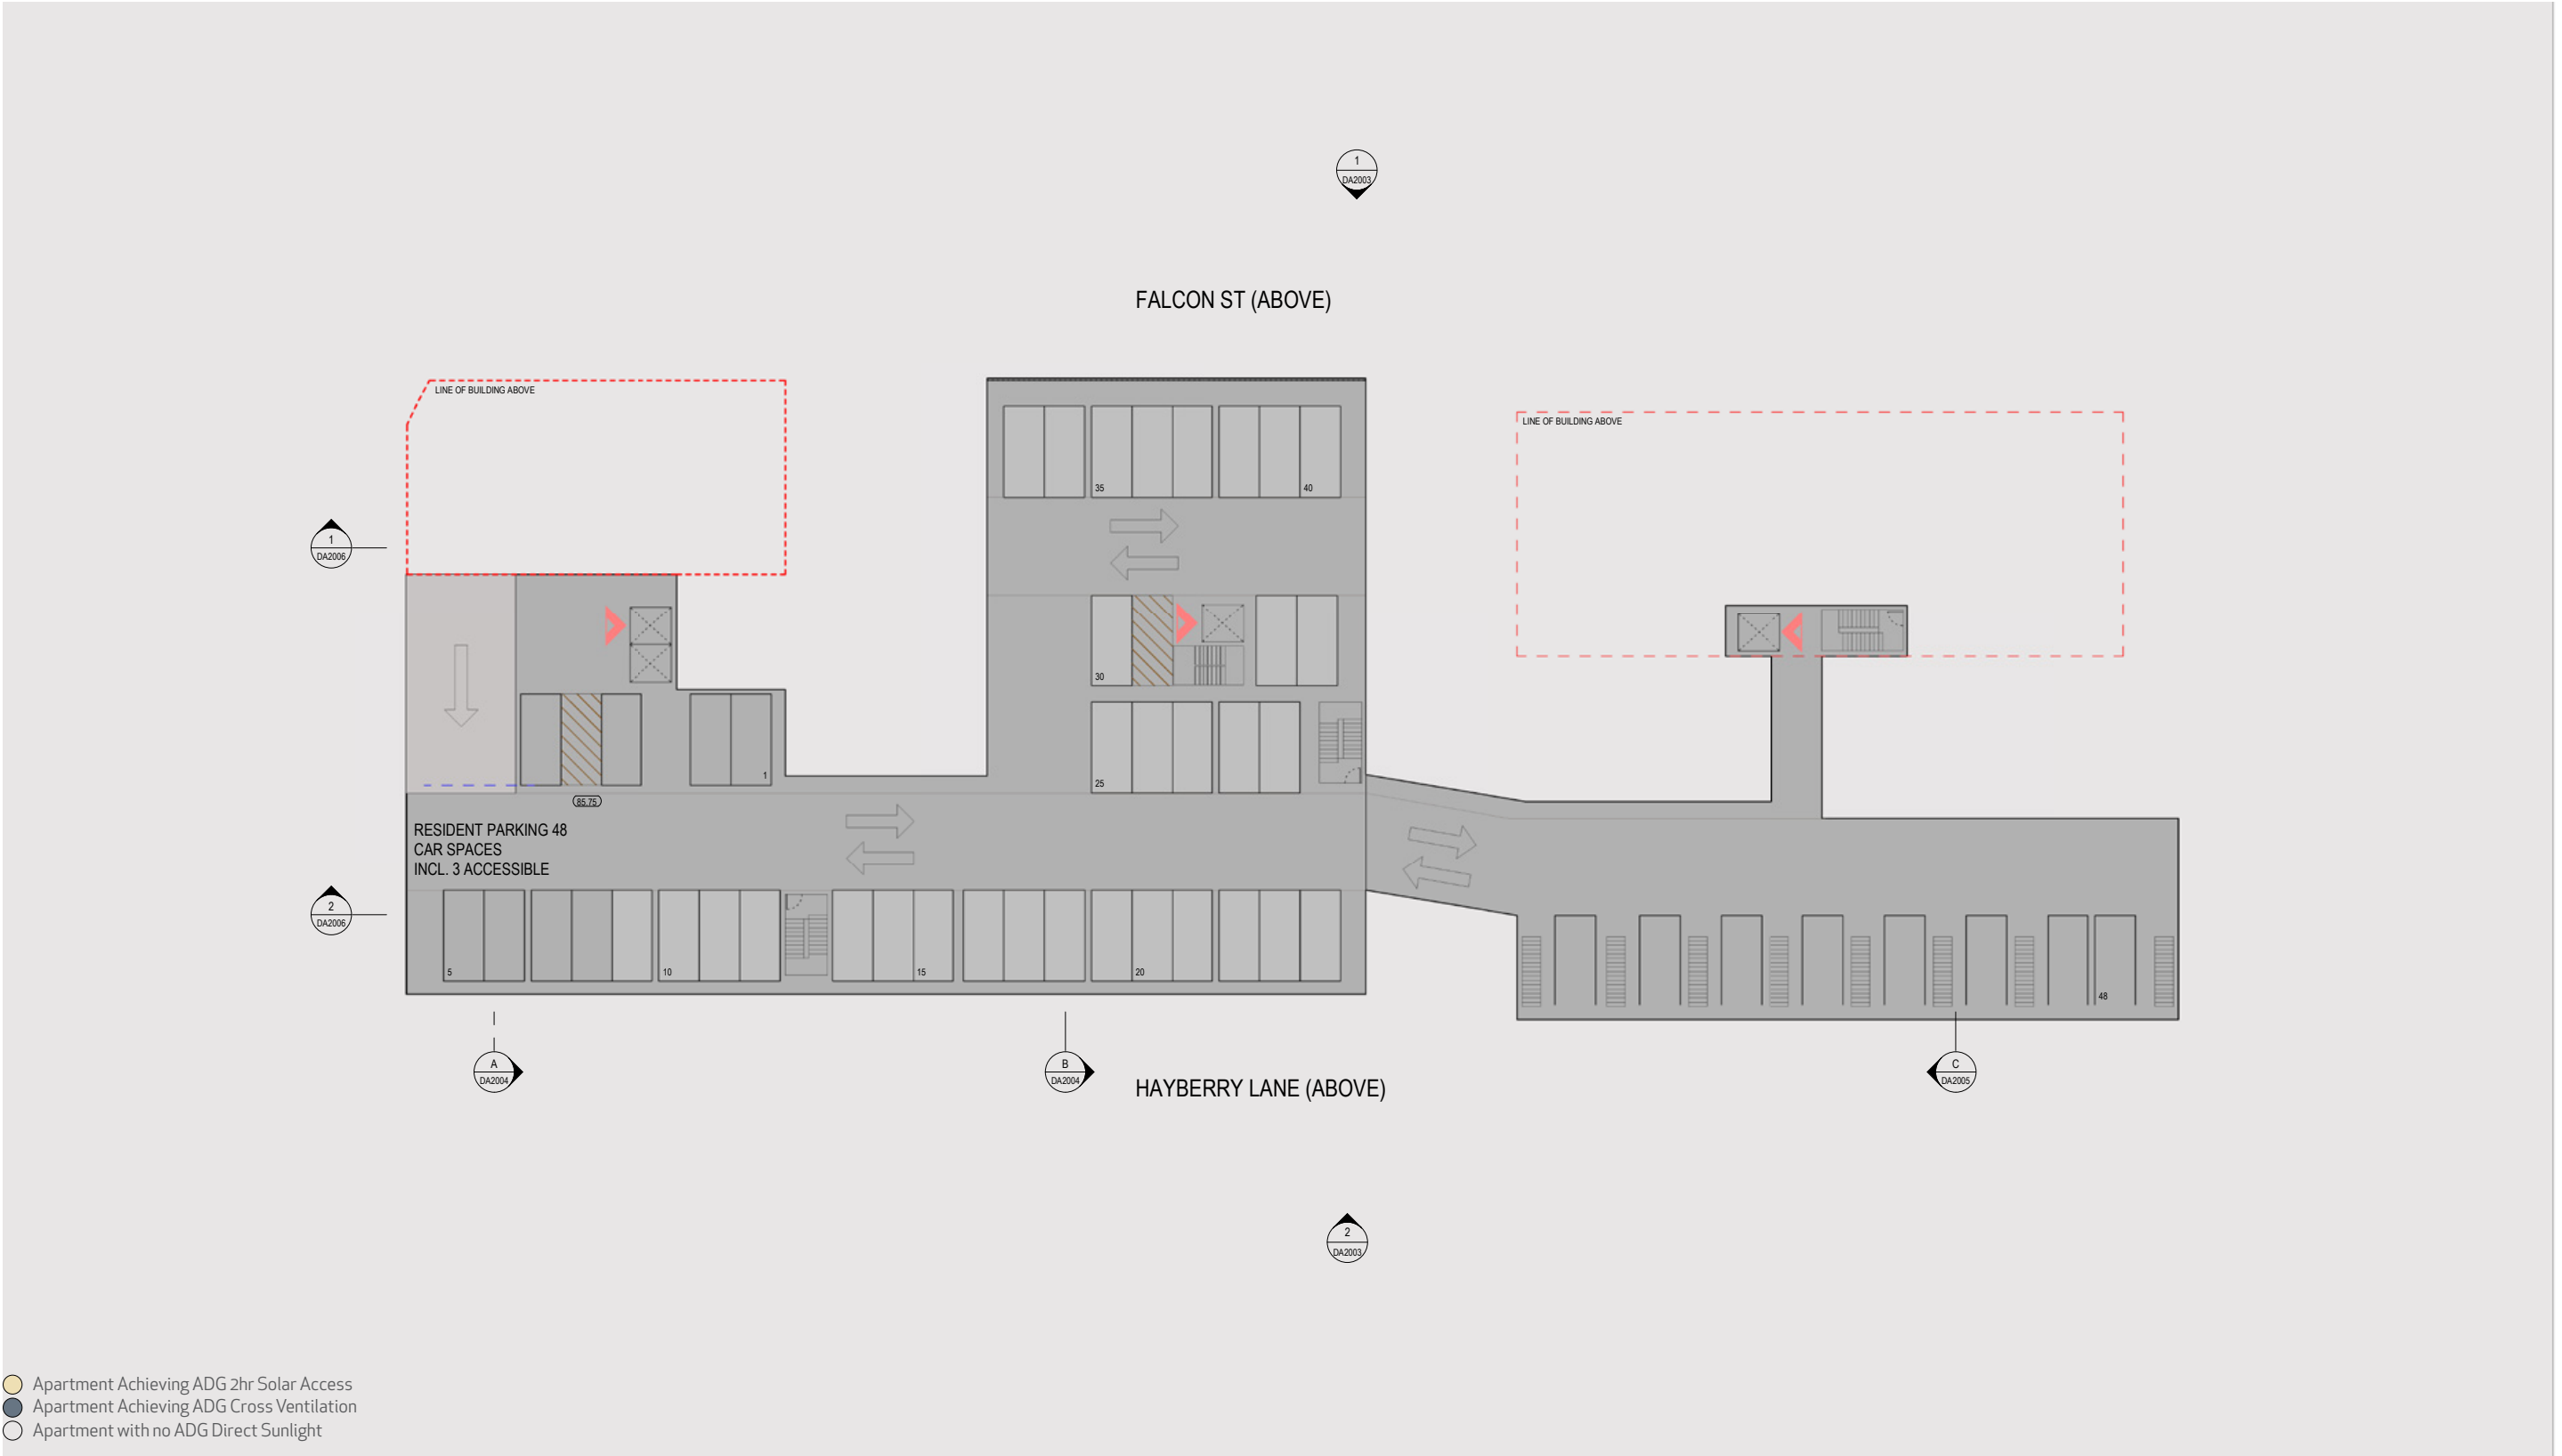 1
DA2003
FALCON ST (ABOVE)
LINE OF BUILDING ABOVE
LINE OF BUILDING ABOVE
35
40
1
DA2006
30
1
25
85.75
RESIDENT PARKING 48
CAR SPACES
INCL. 3 ACCESSIBLE
2
DA2006
5
10
15
20
48
A
DA2004
B
DA2004
C
DA2005
HAYBERRY LANE (ABOVE)
2
DA2003
Apartment Achieving ADG 2hr Solar Access
Apartment Achieving ADG Cross Ventilation
Apartment with no ADG Direct Sunlight